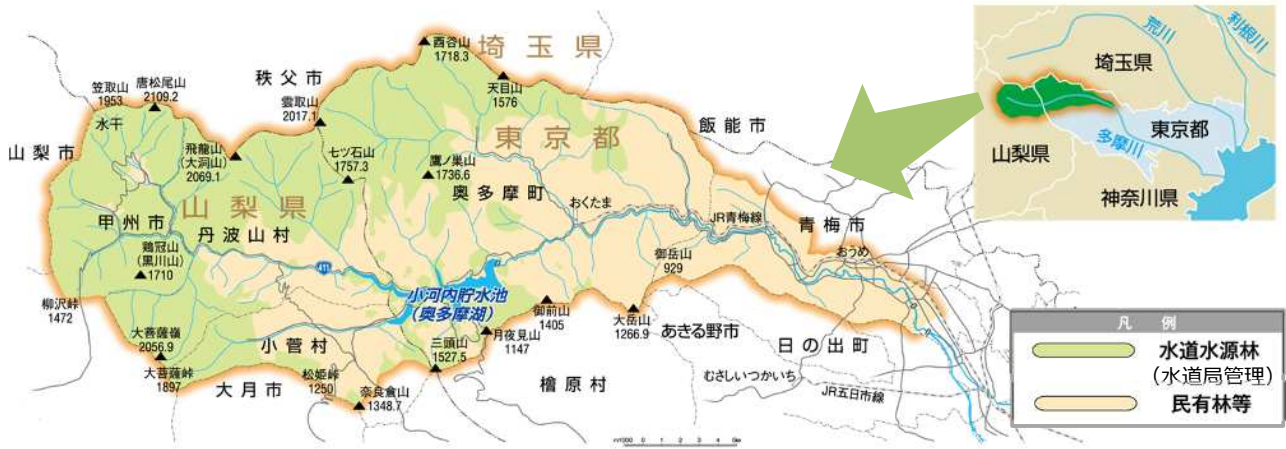 埼玉県
酉谷山
1718.3
天目山
1576
秩父市
笠取山
1953
唐松尾山
2109.2
雲取山
2017.1
水干
山梨市
飛龍山
(大洞山)
2069.1
七ツ石山
1757.3
鷹ノ巣山
1736.6
東京都
飯能市
奥多摩町
山梨県
甲州市
丹波山村
おくたま
JR青梅線
青梅市
おうめ
鶏冠山
(黒川山)
1710
411
御岳山
929
柳沢峠
1472
小河内貯水池
(奥多摩湖)
御前山
1405
大岳山
1266.9
あきる野市
月夜見山
1147
大菩薩嶺
2056.9
小菅村
三頭山
1527.5
日の出町
大菩薩峠
1897
大月市
松姫峠
1250
奈良倉山
1348.7
檜原村
むさしいつかいち
JR五日市線
0 1 2 3 4 5km
荒川
利根川
埼玉県
東京都
多摩川
山梨県
神奈川県
凡例
水道水源林
(水道局管理)
民有林等